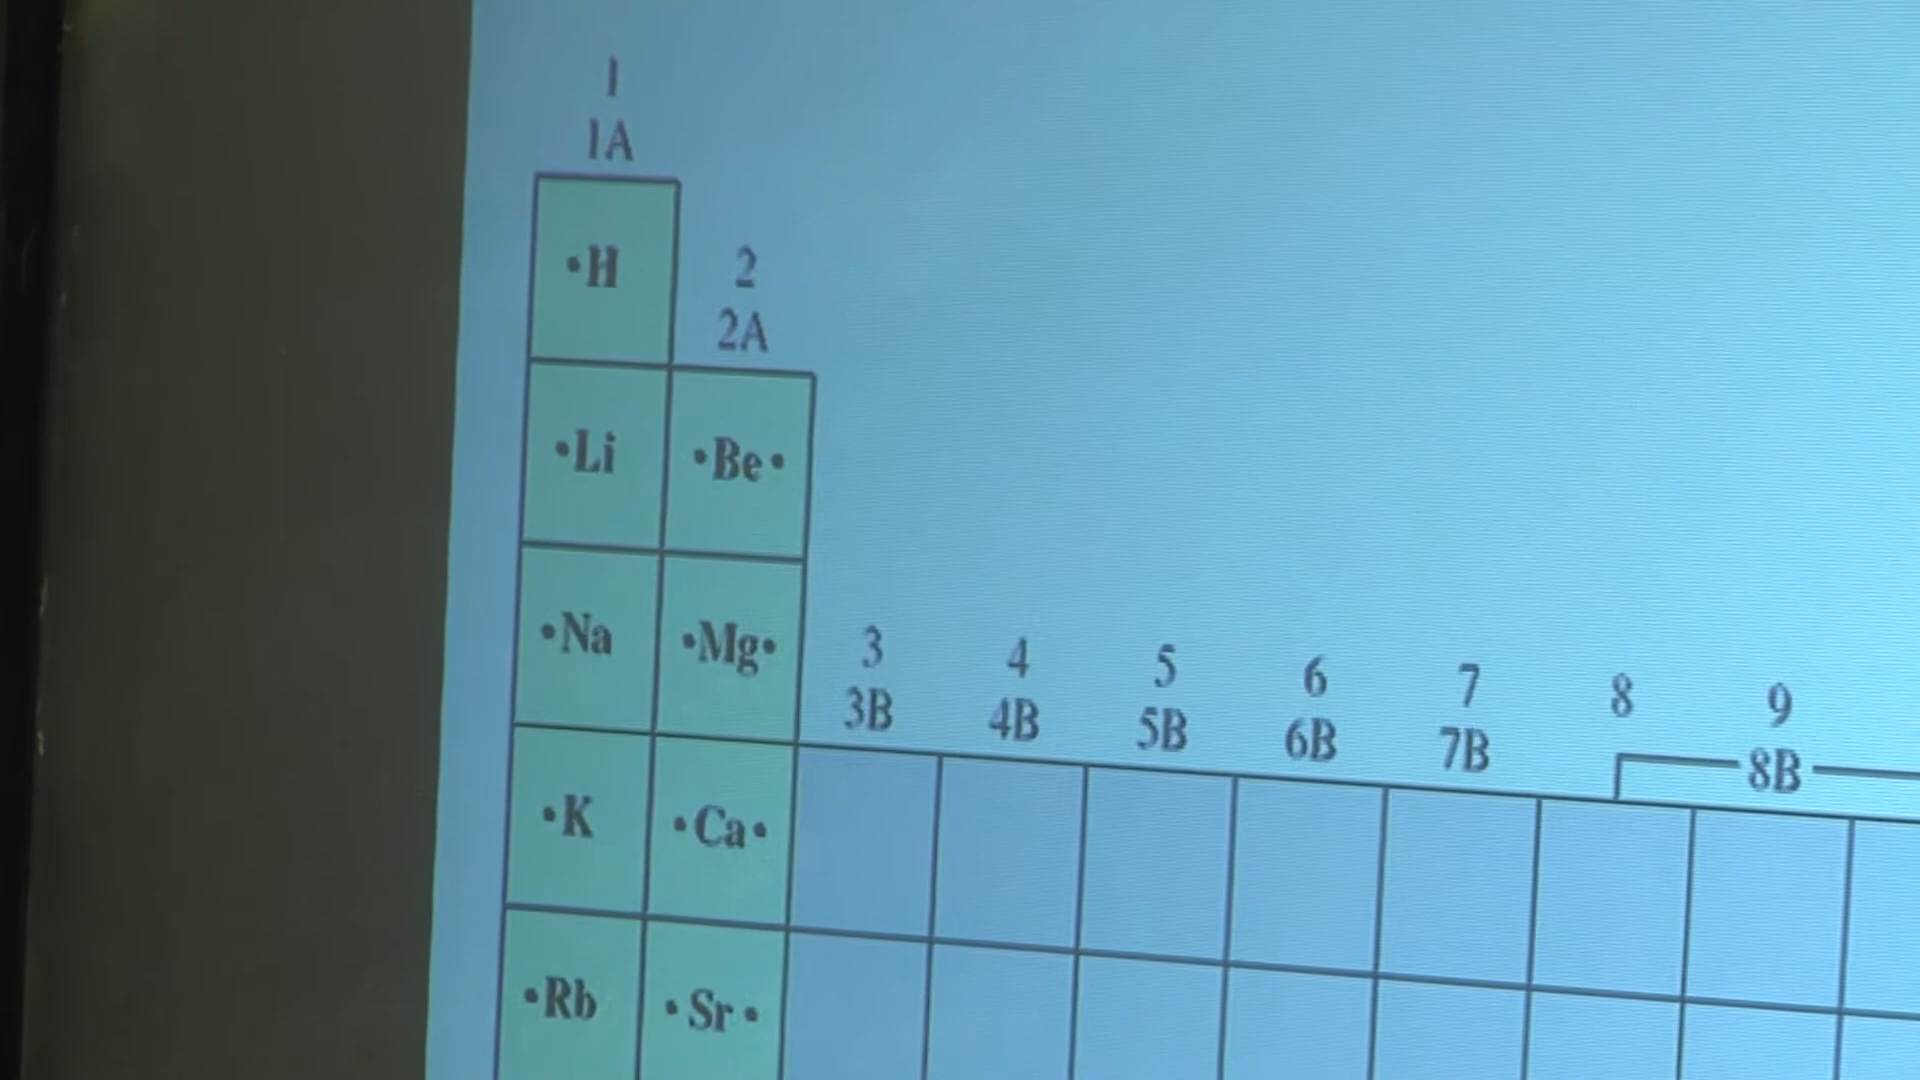 1
1A
•H
2
2A
•Li •Be•
•Na •Mg•
3 4 5 6 7 8 9
3B 4B 5B 6B 7B 8B
•K •Ca•
•Rb •Sr•